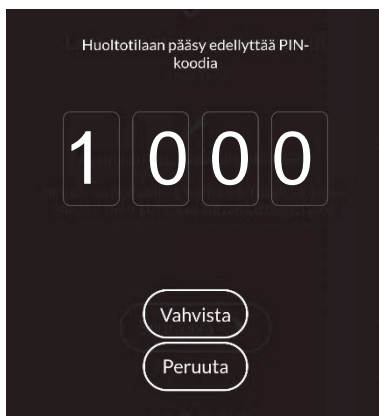 Huoltotilaan pääsy edellyttää PIN-
koodia
1 0 0 0
Vahvista
Peruuta